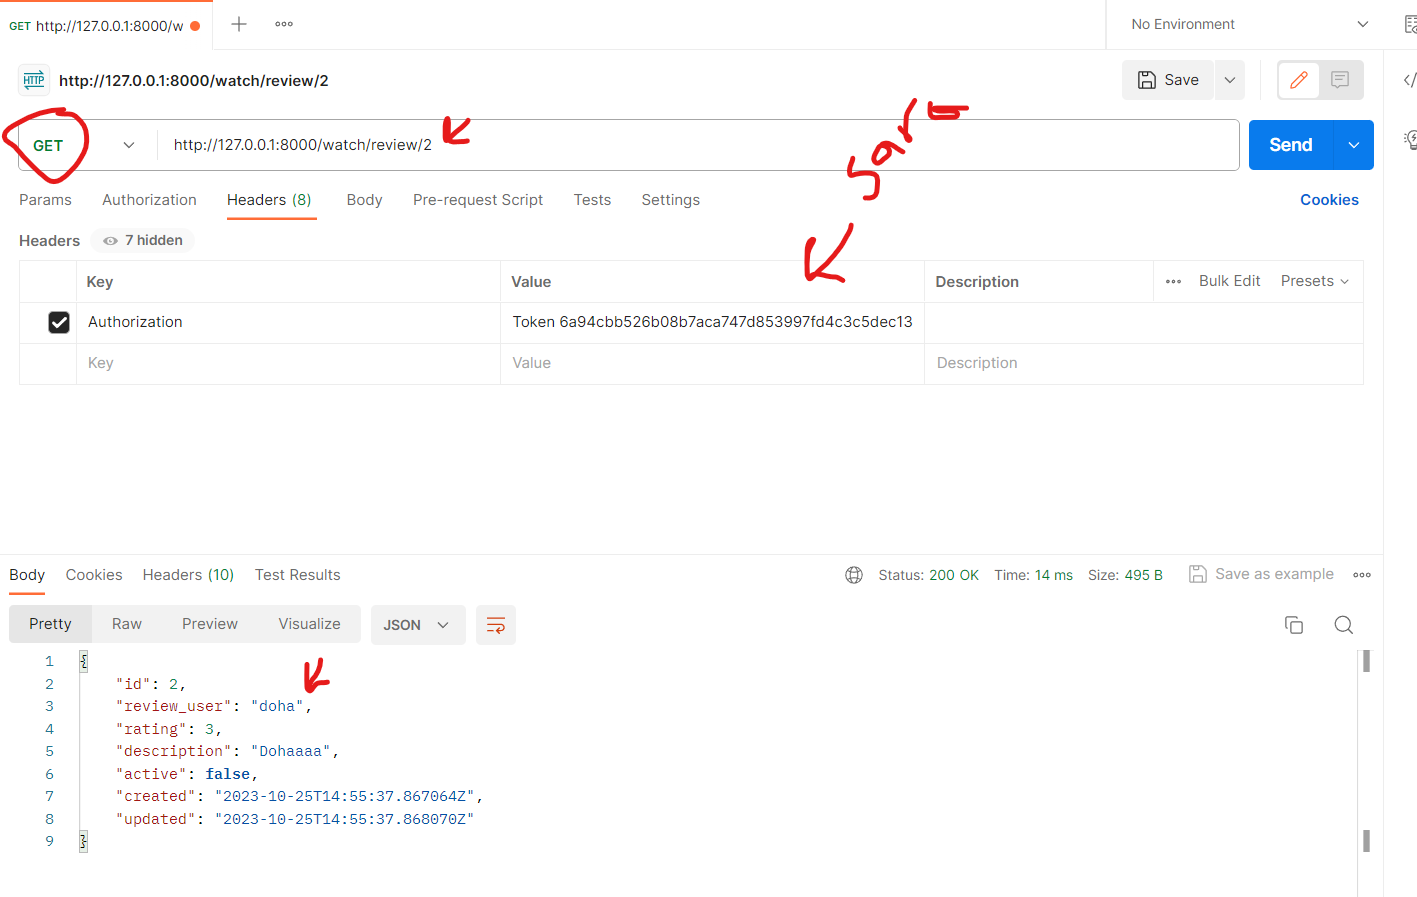 GET http://127.0.0.1:8000/w
No Environment
HTTP http://127.0.0.1:8000/watch/review/2
Save
GET http://127.0.0.1:8000/watch/review/2
Send
Params Authorization Headers (8) Body Pre-request Script Tests Settings Cookies
Headers 7 hidden
Key Value Description Bulk Edit Presets
Authorization Token 6a94cbb526b08b7aca747d853997fd4c3c5dec13
Key Value Description
Body Cookies Headers (10) Test Results Status: 200 OK Time: 14 ms Size: 495 B Save as example
Pretty Raw Preview Visualize JSON
1 {
2 "id": 2,
3 "review_user": "doha",
4 "rating": 3,
5 "description": "Dohaaaa",
6 "active": false,
7 "created": "2023-10-25T14:55:37.867064Z",
8 "updated": "2023-10-25T14:55:37.868070Z"
9 }